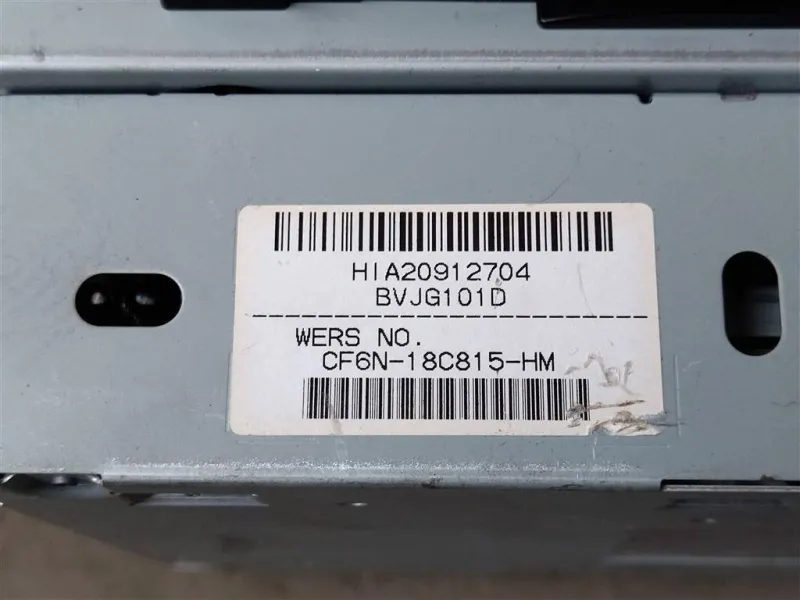 HIA20912704
BVJG101D
WERS NO.
CF6N-18C815-HM